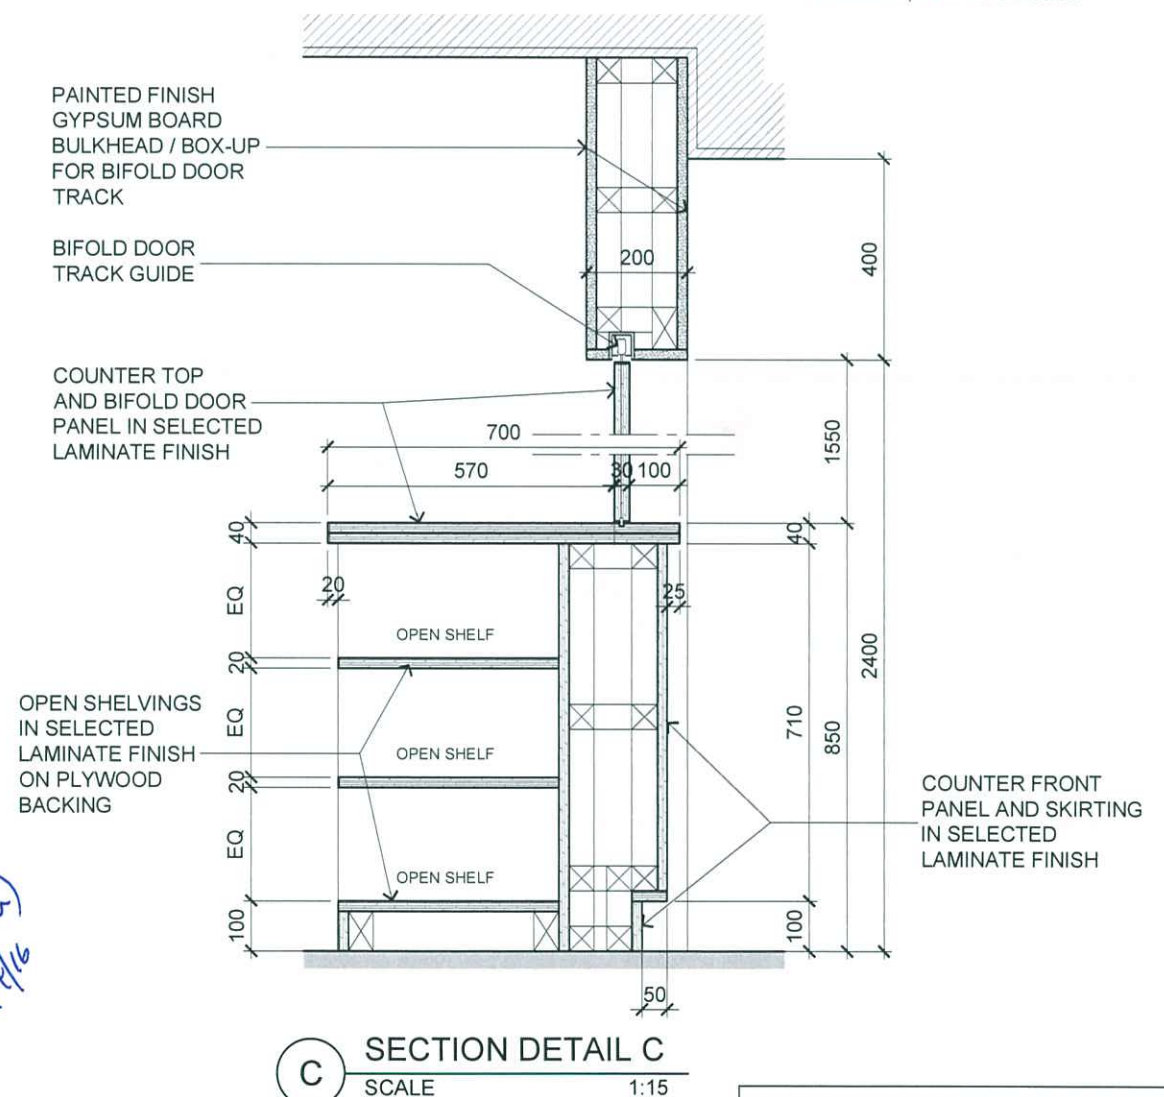 PAINTED FINISH
GYPSUM BOARD
BULKHEAD / BOX-UP
FOR BIFOLD DOOR
TRACK
BIFOLD DOOR
TRACK GUIDE
200
400
COUNTER TOP
AND BIFOLD DOOR
PANEL IN SELECTED
LAMINATE FINISH
700
570
30
100
1550
40
40
20
25
EQ
OPEN SHELF
20
2400
OPEN SHELVINGS
IN SELECTED
LAMINATE FINISH
ON PLYWOOD
BACKING
EQ
OPEN SHELF
20
710
850
COUNTER FRONT
PANEL AND SKIRTING
IN SELECTED
LAMINATE FINISH
EQ
OPEN SHELF
100
100
50
C
SECTION DETAIL C
SCALE 1:15